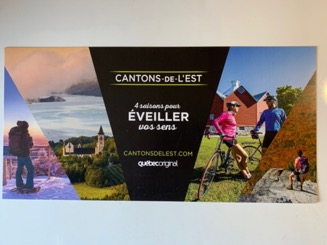 CANTONS-DE-L'EST
4 saisons pour
ÉVEILLER
vos sens
CANTONSDELEST.COM
québecoriginal